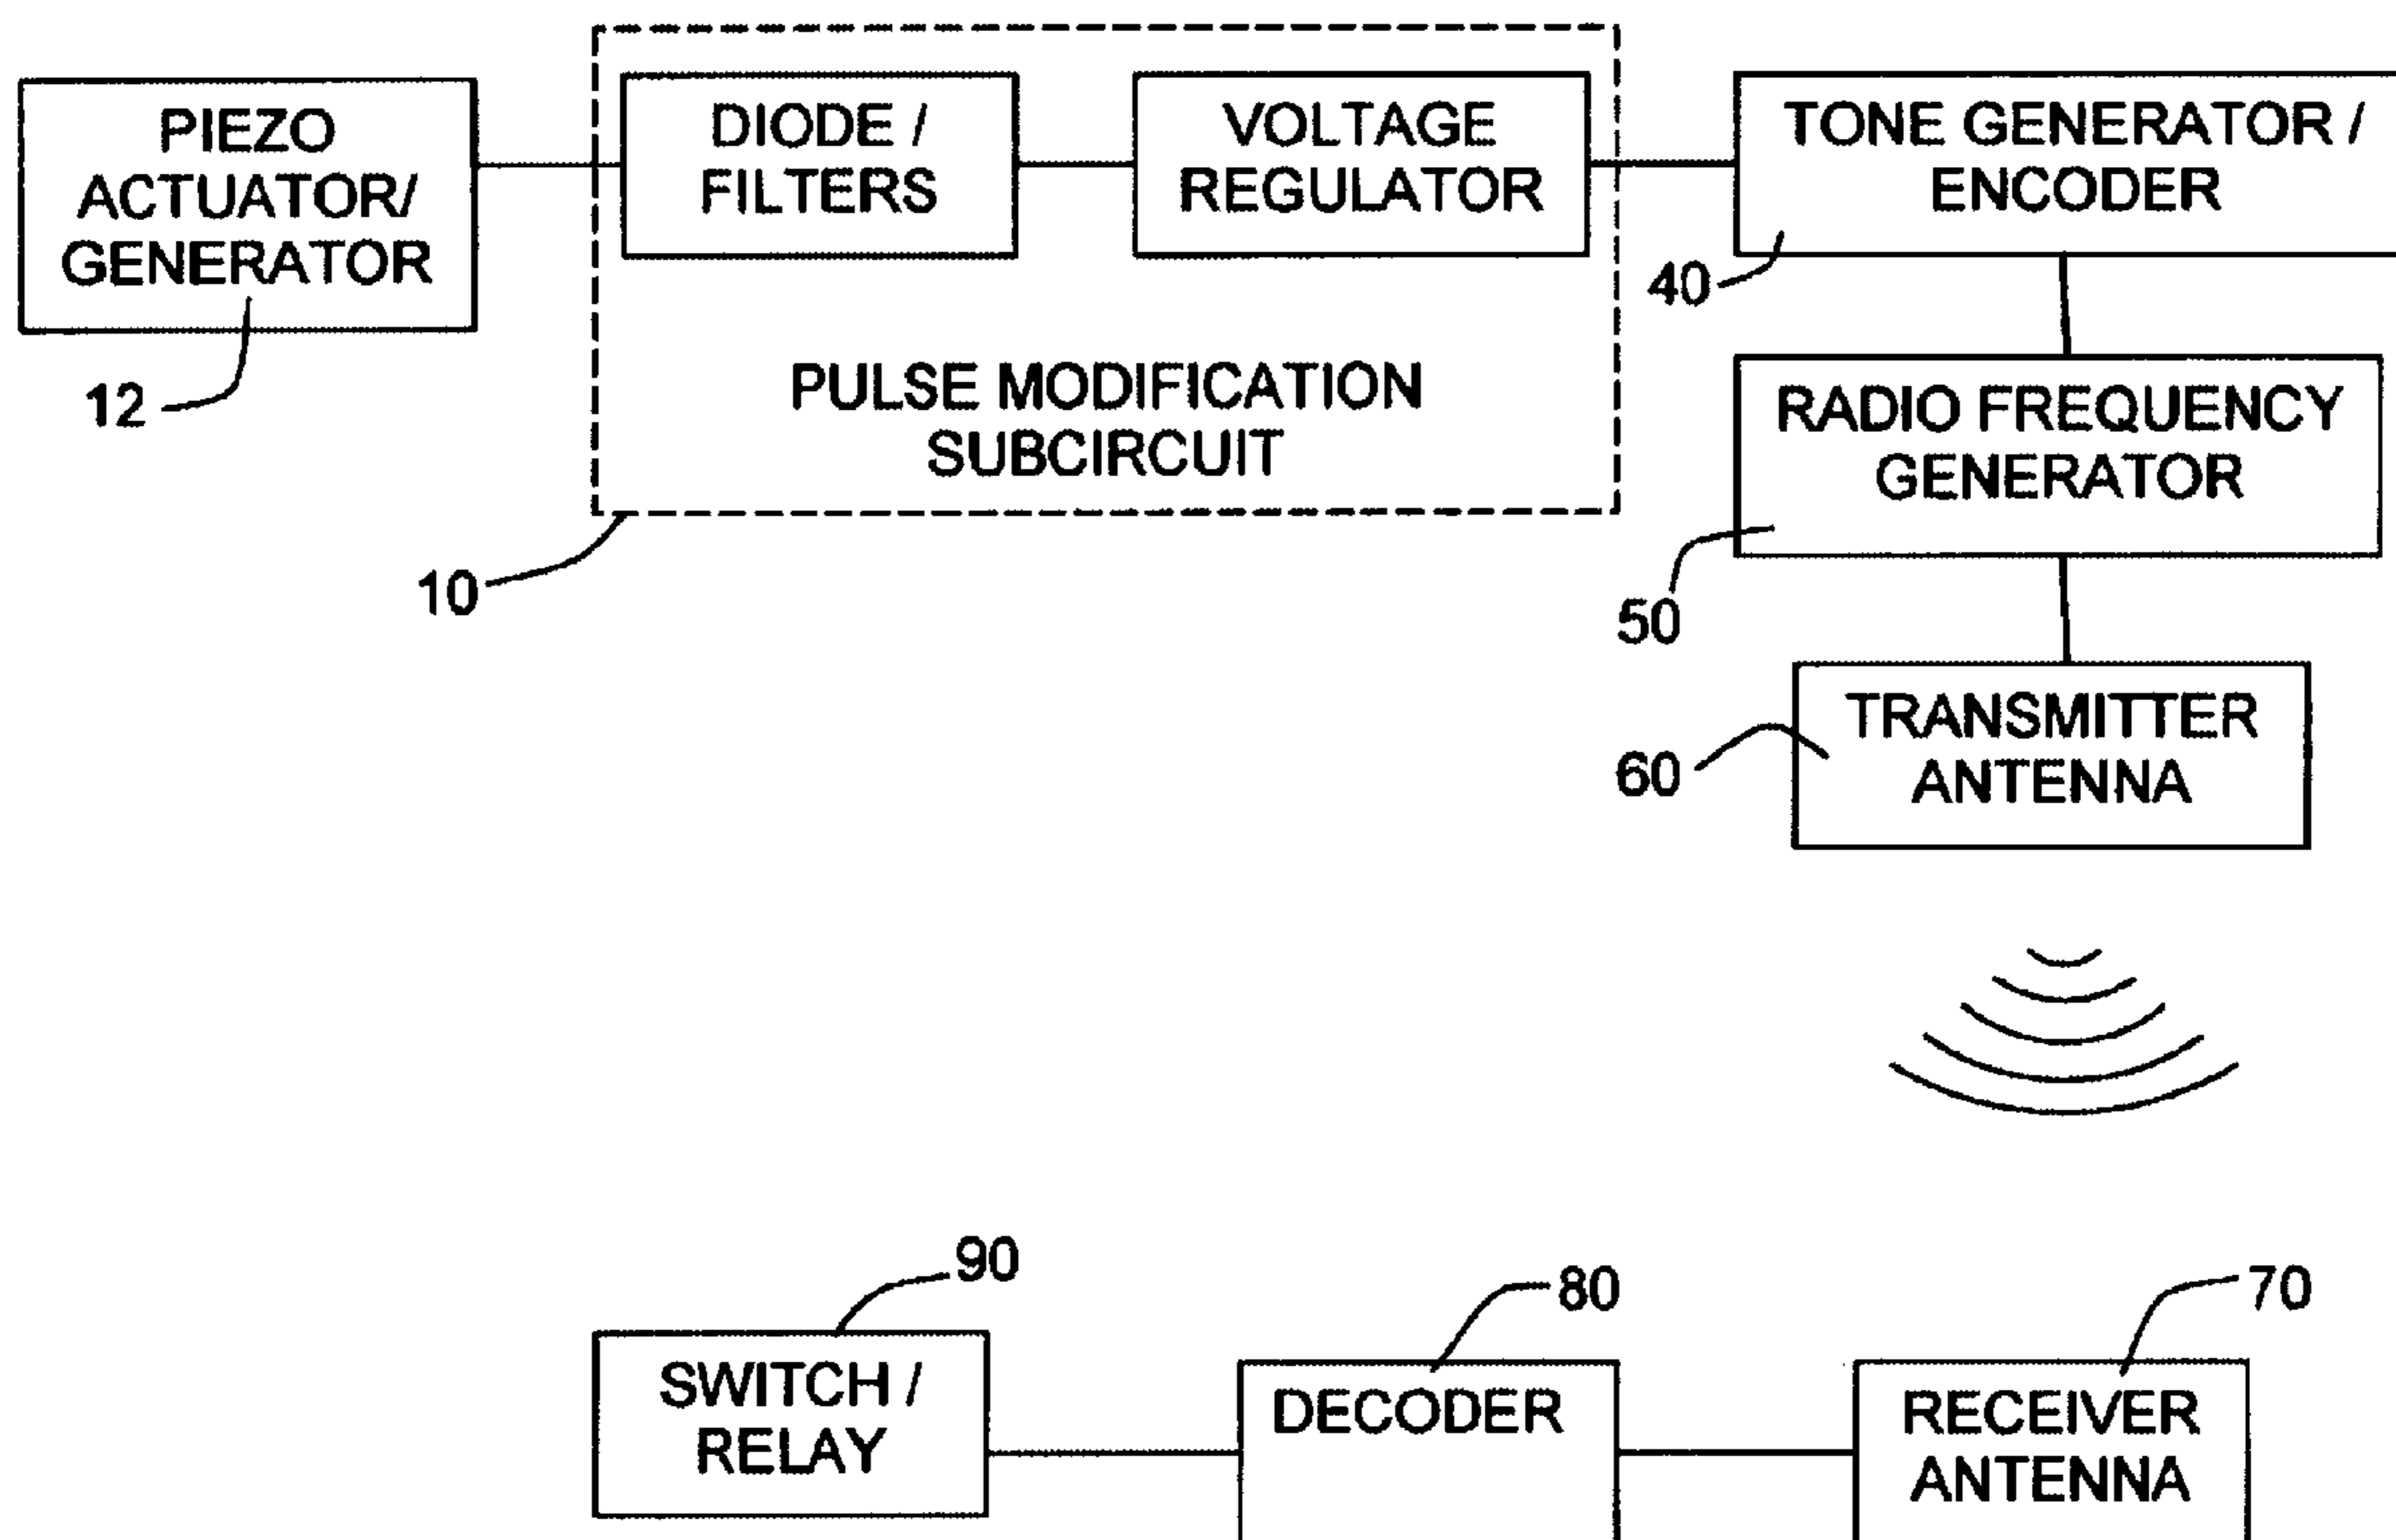 PIEZO
ACTUATOR/
GENERATOR
12
DIODE /
FILTERS
VOLTAGE
REGULATOR
PULSE MODIFICATION
SUBCIRCUIT
10
TONE GENERATOR /
ENCODER
40
RADIO FREQUENCY
GENERATOR
50
TRANSMITTER
ANTENNA
60
90
SWITCH /
RELAY
80
DECODER
70
RECEIVER
ANTENNA